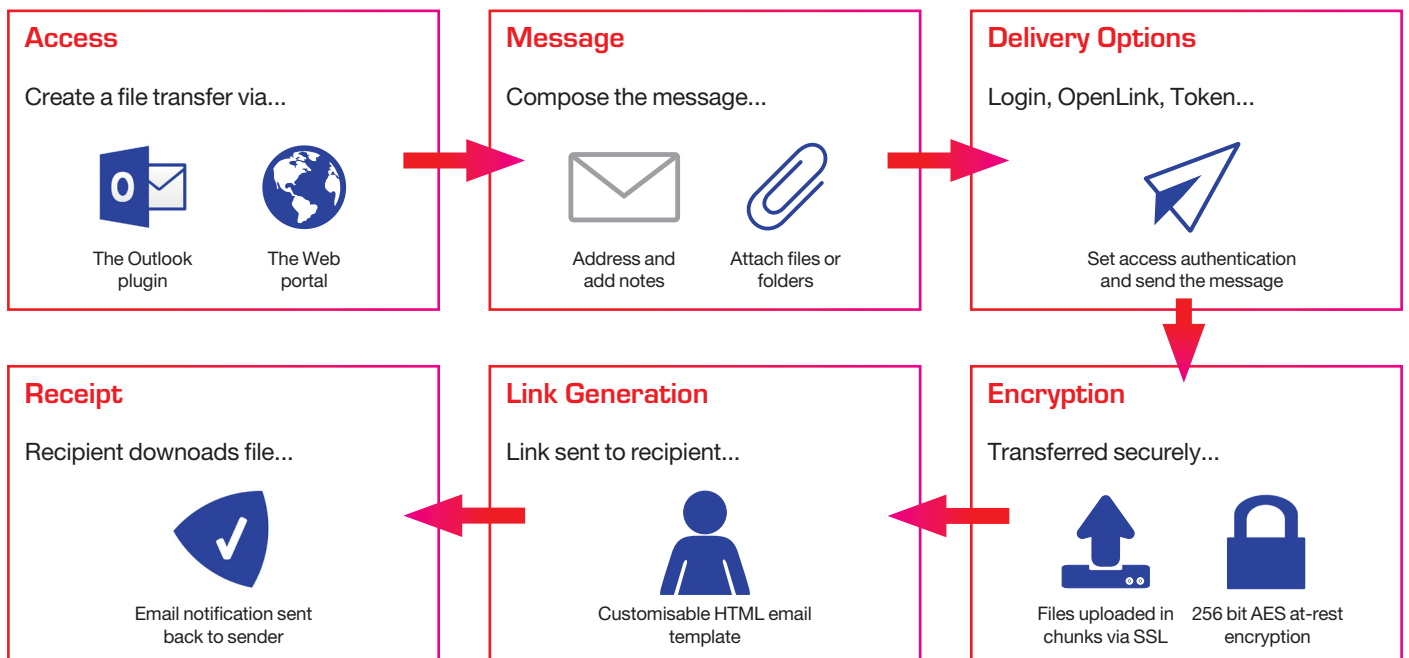 Access
Create a file transfer via...
O
The Outlook
plugin
The Web
portal
Message
Compose the message...
Address and
add notes
Attach files or
folders
Delivery Options
Login, OpenLink, Token...
Set access authentication
and send the message
Receipt
Recipient downoads file...
Email notification sent
back to sender
Link Generation
Link sent to recipient...
Customisable HTML email
template
Encryption
Transferred securely...
Files uploaded in
chunks via SSL
256 bit AES at-rest
encryption